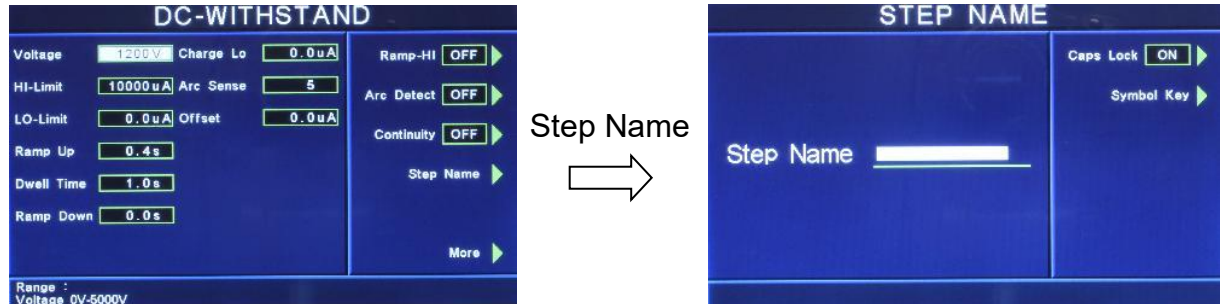 DC-WITHSTAND
Voltage 1200V Charge Lo 0.0uA
HI-Limit 10000uA Arc Sense 5
LO-Limit 0.0uA Offset 0.0uA
Ramp Up 0.4s
Dwell Time 1.0s
Ramp Down 0.0s
Ramp-HI OFF
Arc Detect OFF
Continuity OFF
Step Name
More
Range :
Voltage 0V-5000V
Step Name
STEP NAME
Step Name
Caps Lock ON
Symbol Key